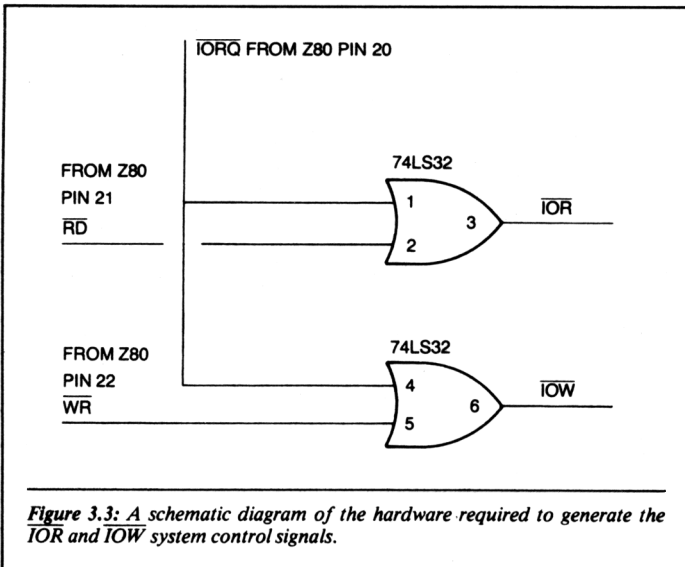 IORQ FROM Z80 PIN 20
74LS32
FROM Z80
PIN 21
RD
1
2
3
IOR
74LS32
FROM Z80
PIN 22
WR
4
5
6
IOW
Figure 3.3: A schematic diagram of the hardware required to generate the
IOR and IOW system control signals.